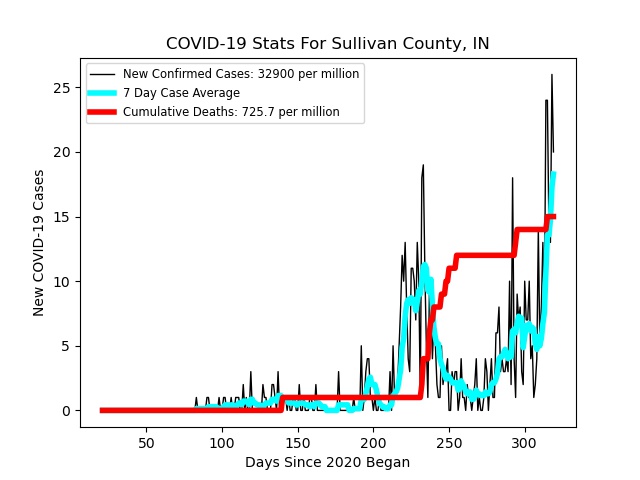 COVID-19 Stats For Sullivan County, IN
New Confirmed Cases: 32900 per million
7 Day Case Average
Cumulative Deaths: 725.7 per million
New COVID-19 Cases
25
20
15
10
5
0
50
100
150
200
250
300
Days Since 2020 Began